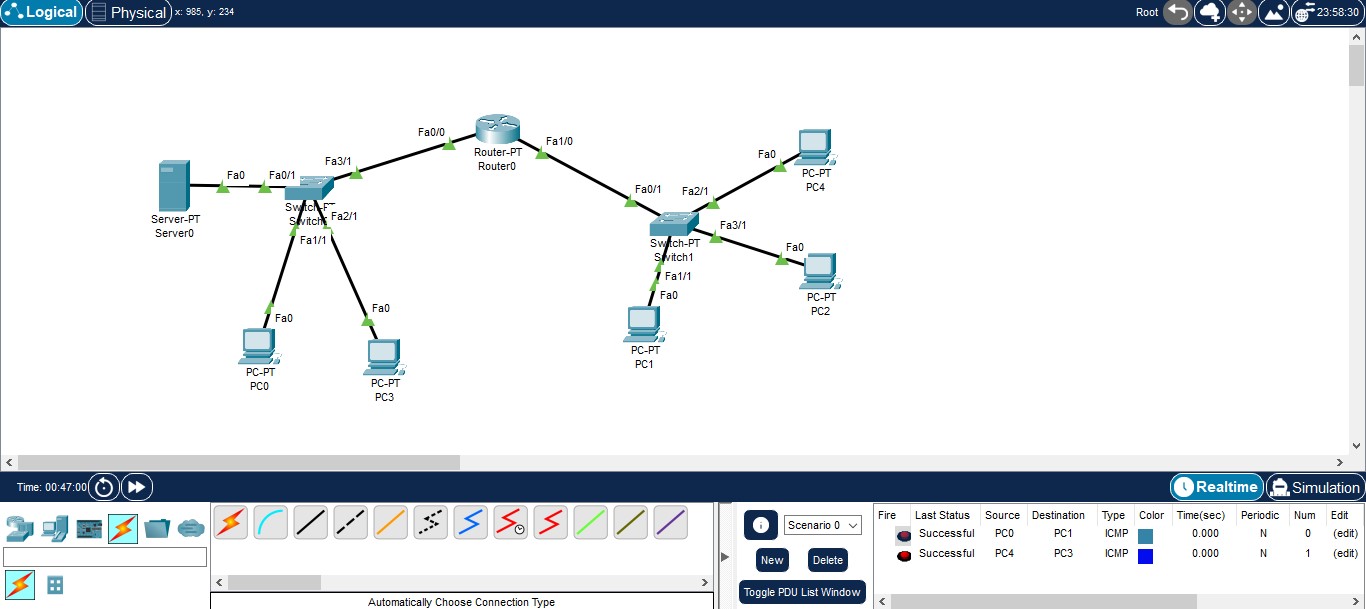 Logical Physical x: 985, y: 234 Root 23:58:30
Fa0/0
Fa1/0
Router-PT
Router0
Fa3/1
Fa0
Fa0/1
Server-PT
Server0
Switch-PT
Fa2/1
Fa1/1
Fa0
PC-PT
PC0
Fa0
PC-PT
PC3
Fa0
PC-PT
PC4
Fa0/1
Fa2/1
Fa3/1
Switch-PT
Switch1
Fa0
PC-PT
PC2
Fa1/1
Fa0
PC-PT
PC1
Time: 00:47:00 Realtime Simulation
Scenario 0
New Delete
Toggle PDU List Window
Fire Last Status Source Destination Type Color Time(sec) Periodic Num Edit
Successful PC0 PC1 ICMP 0.000 N 0 (edit)
Successful PC4 PC3 ICMP 0.000 N 1 (edit)
Automatically Choose Connection Type